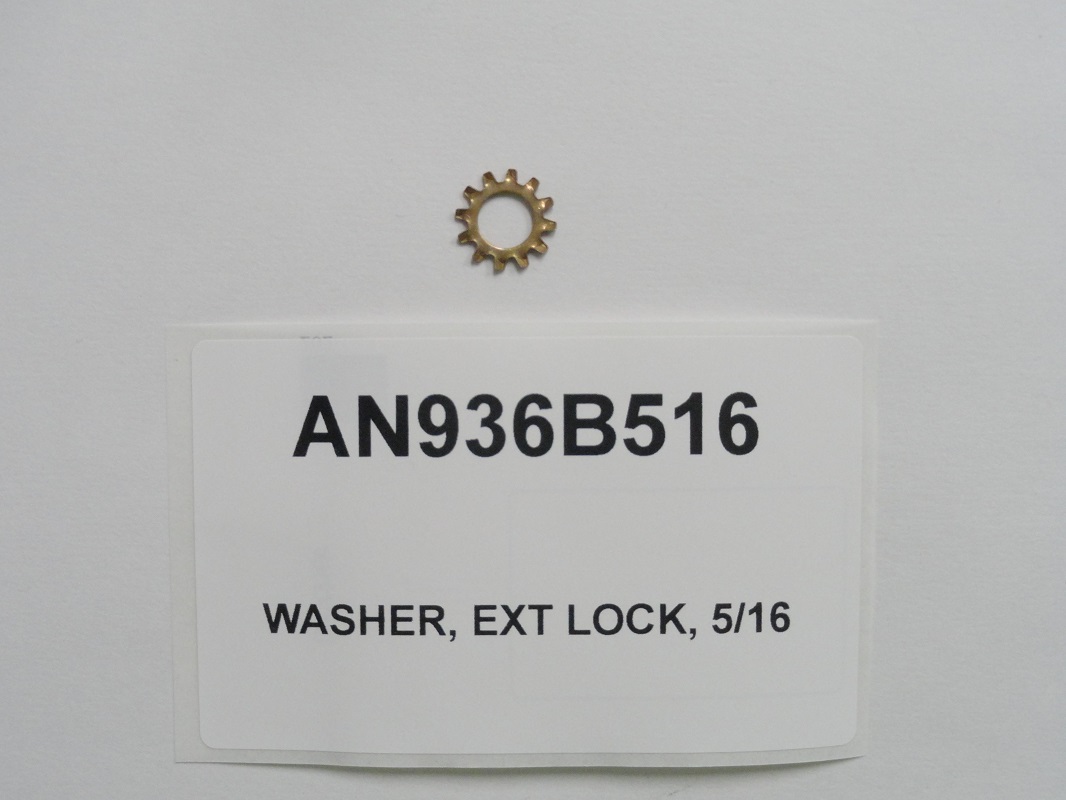 AN936B516
WASHER, EXT LOCK, 5/16